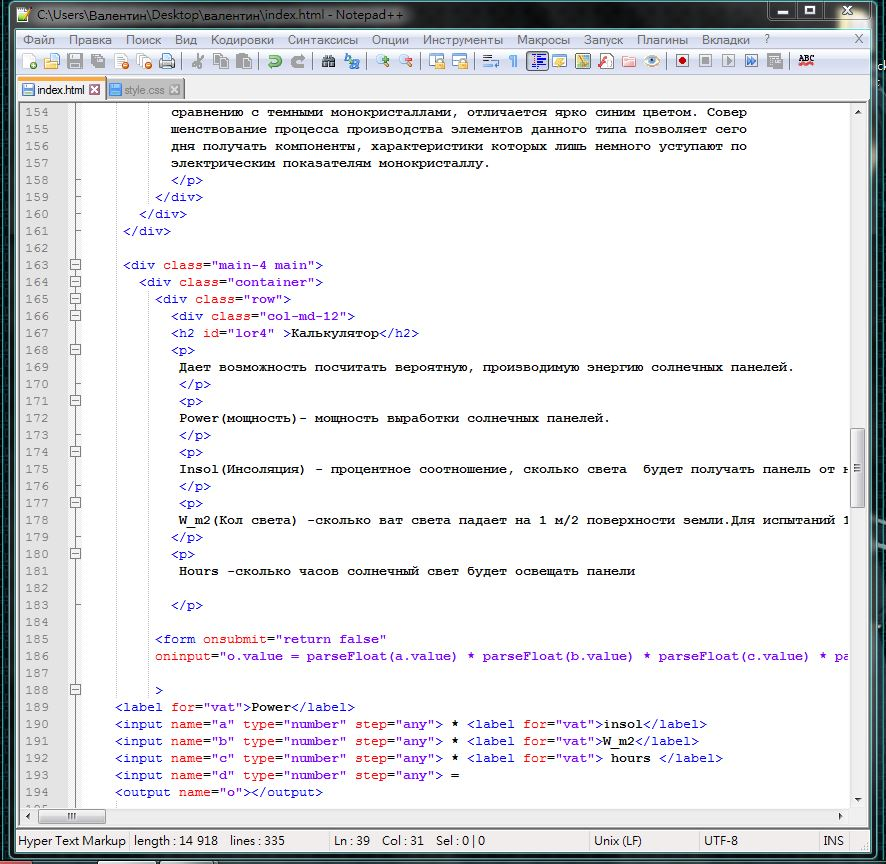 C:\Users\Валентин\Desktop\валентин\index.html - Notepad++
Файл Правка Поиск Вид Кодировки Синтаксисы Опции Инструменты Макросы Запуск Плагины Вкладки ? X
ABC
index.html style.css
154 сравнению с темными монокристаллами, отличается ярко синим цветом. Совер
155 шенствование процесса производства элементов данного типа позволяет сего
156 дня получать компоненты, характеристики которых лишь немного уступают по
157 электрическим показателям монокристаллу.
158 </p>
159 </div>
160 </div>
161 </div>
162
163 <div class="main-4 main">
164 <div class="container">
165 <div class="row">
166 <div class="col-md-12">
167 <h2 id="lor4" >Калькулятор</h2>
168 <p>
169 Дает возможность посчитать вероятную, производимую энергию солнечных панелей.
170 </p>
171 <p>
172 Power(мощность)- мощность выработки солнечных панелей.
173 </p>
174 <p>
175 Insol(Инсоляция) - процентное соотношение, сколько света будет получать панель от н
176 </p>
177 <p>
178 W_m2(Кол света) -сколько ват света падает на 1 м/2 поверхности земли.Для испытаний 1
179 </p>
180 <p>
181 Hours -сколько часов солнечный свет будет освещать панели
182
183 </p>
184
185 <form onsubmit="return false"
186 oninput="o.value = parseFloat(a.value) * parseFloat(b.value) * parseFloat(c.value) * pa
187
188 >
189 <label for="vat">Power</label>
190 <input name="a" type="number" step="any"> * <label for="vat">insol</label>
191 <input name="b" type="number" step="any"> * <label for="vat">W_m2</label>
192 <input name="c" type="number" step="any"> * <label for="vat"> hours </label>
193 <input name="d" type="number" step="any"> =
194 <output name="o"></output>
Hyper Text Markup length : 14 918 lines : 335 Ln : 39 Col : 31 Sel : 0 | 0 Unix (LF) UTF-8 INS